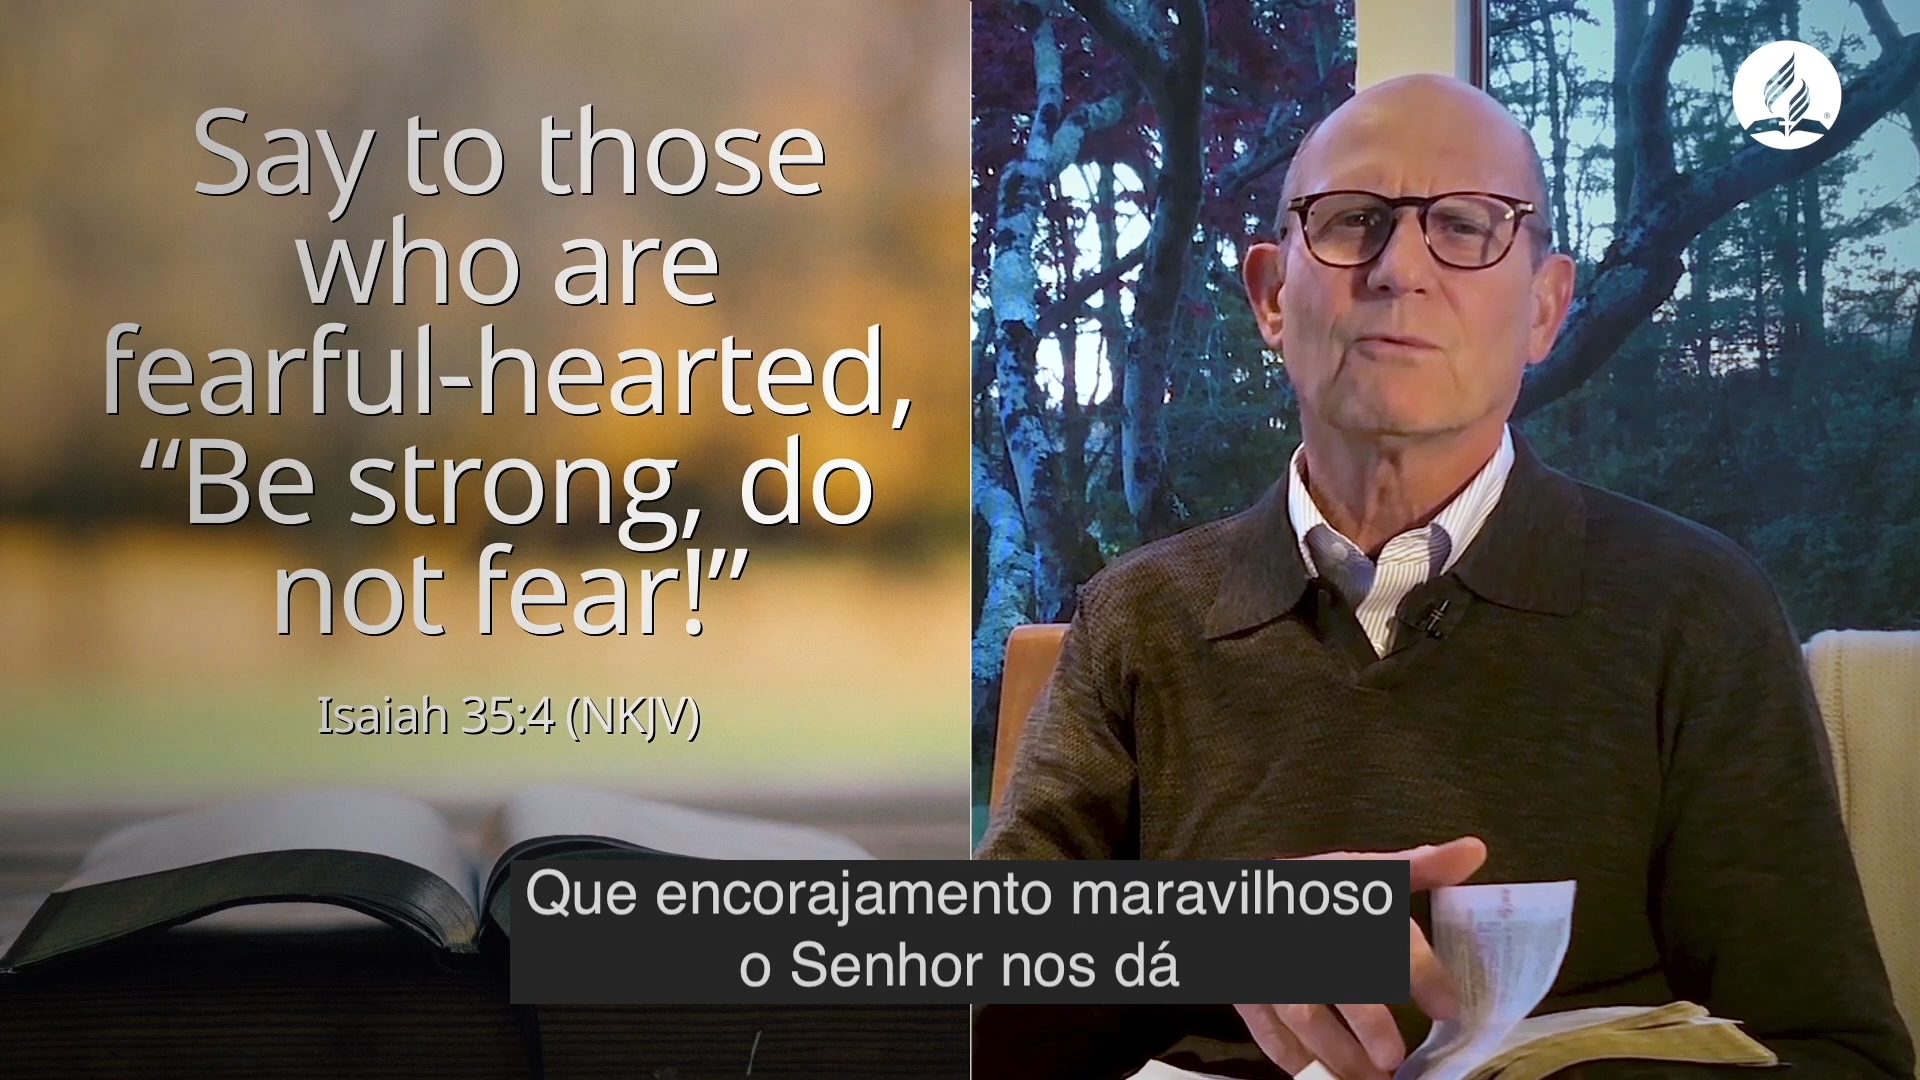 Say to those
who are
fearful-hearted,
“Be strong, do
not fear!”
Isaiah 35:4 (NKJV)
Que encorajamento maravilhoso
o Senhor nos dá